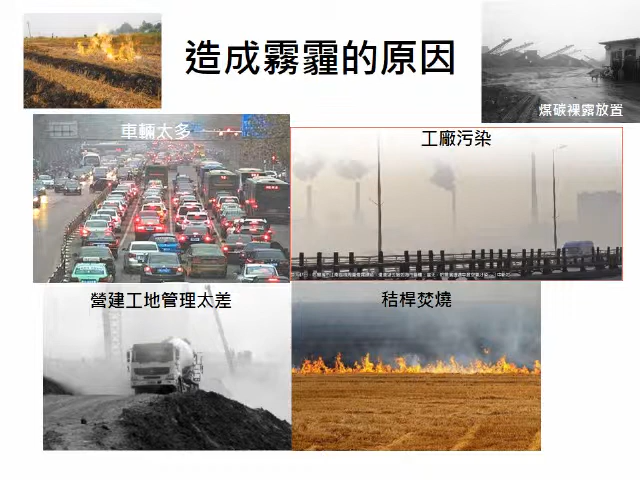 造成霧霾的原因
煤碳裸露放置
車輛太多
工廠污染
營建工地管理太差
秸稈焚燒